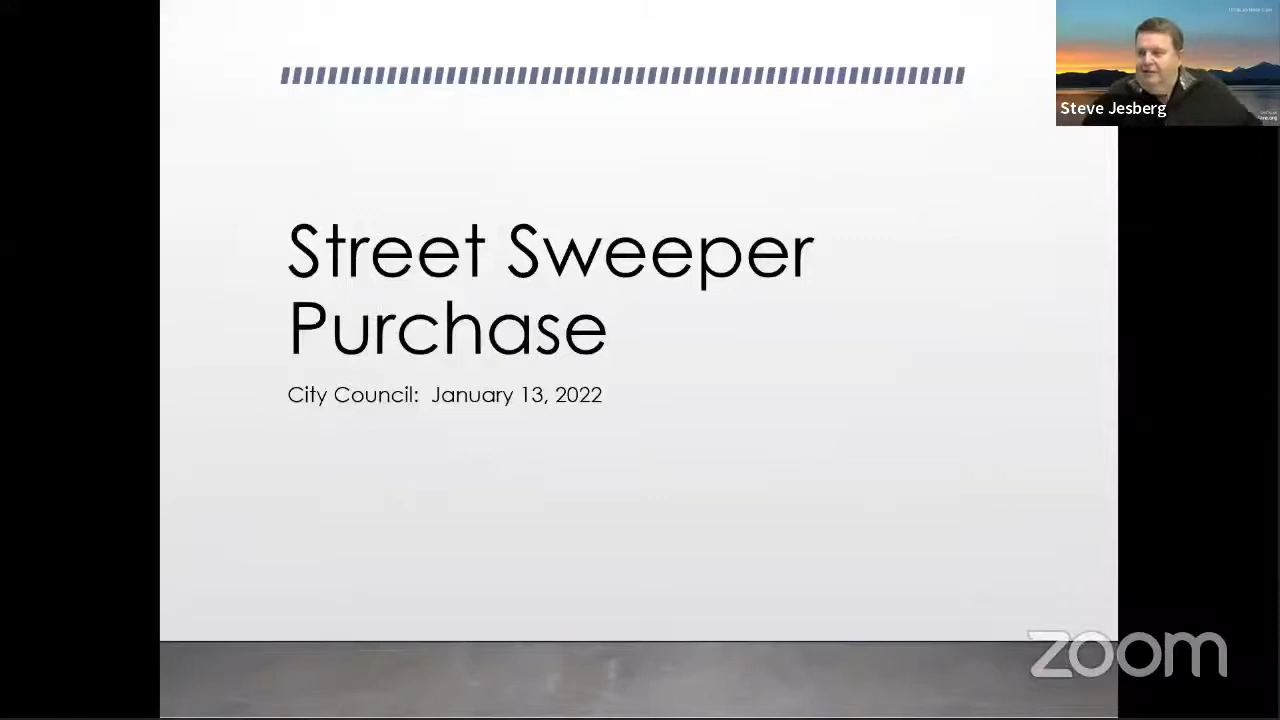 Steve Jesberg
Street Sweeper
Purchase
City Council: January 13, 2022
zoom